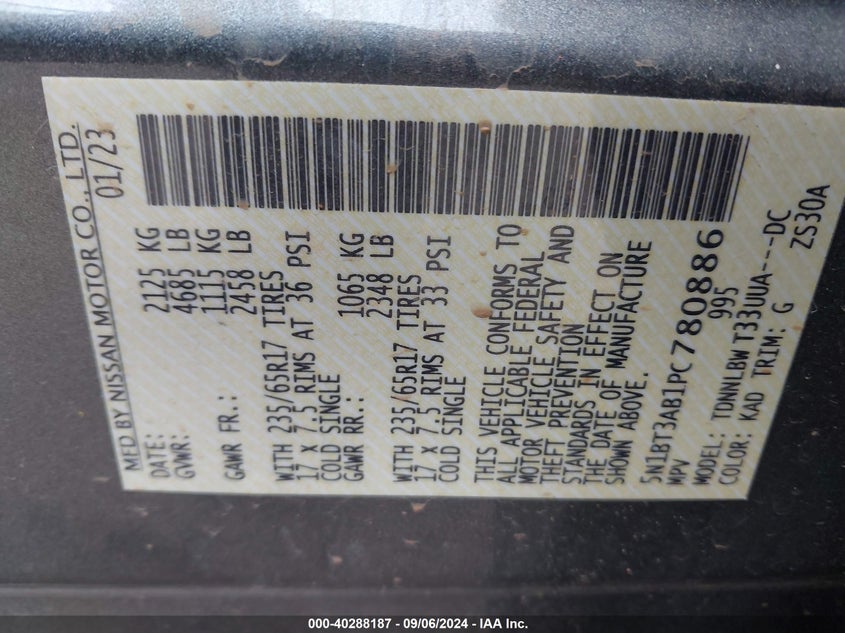 MFD BY NISSAN MOTOR CO., LTD.
DATE: 01/23
GVWR: 2125 KG
4685 LB
GAWR FR.: 1115 KG
2458 LB
WITH 235/65R17 TIRES
17 X 7.5 RIMS AT 36 PSI
COLD SINGLE
GAWR RR.: 1065 KG
2348 LB
WITH 235/65R17 TIRES
17 X 7.5 RIMS AT 33 PSI
COLD SINGLE
THIS VEHICLE CONFORMS TO
ALL APPLICABLE FEDERAL
MOTOR VEHICLE SAFETY AND
THEFT PREVENTION
STANDARDS IN EFFECT ON
THE DATE OF MANUFACTURE
SHOWN ABOVE.
5N1BT3AB1PC780886
MPV 995
MODEL: TDNNLBW T33UUA---DC
COLOR: KAD TRIM: G ZS30A
000-40288187 - 09/06/2024 - IAA Inc.